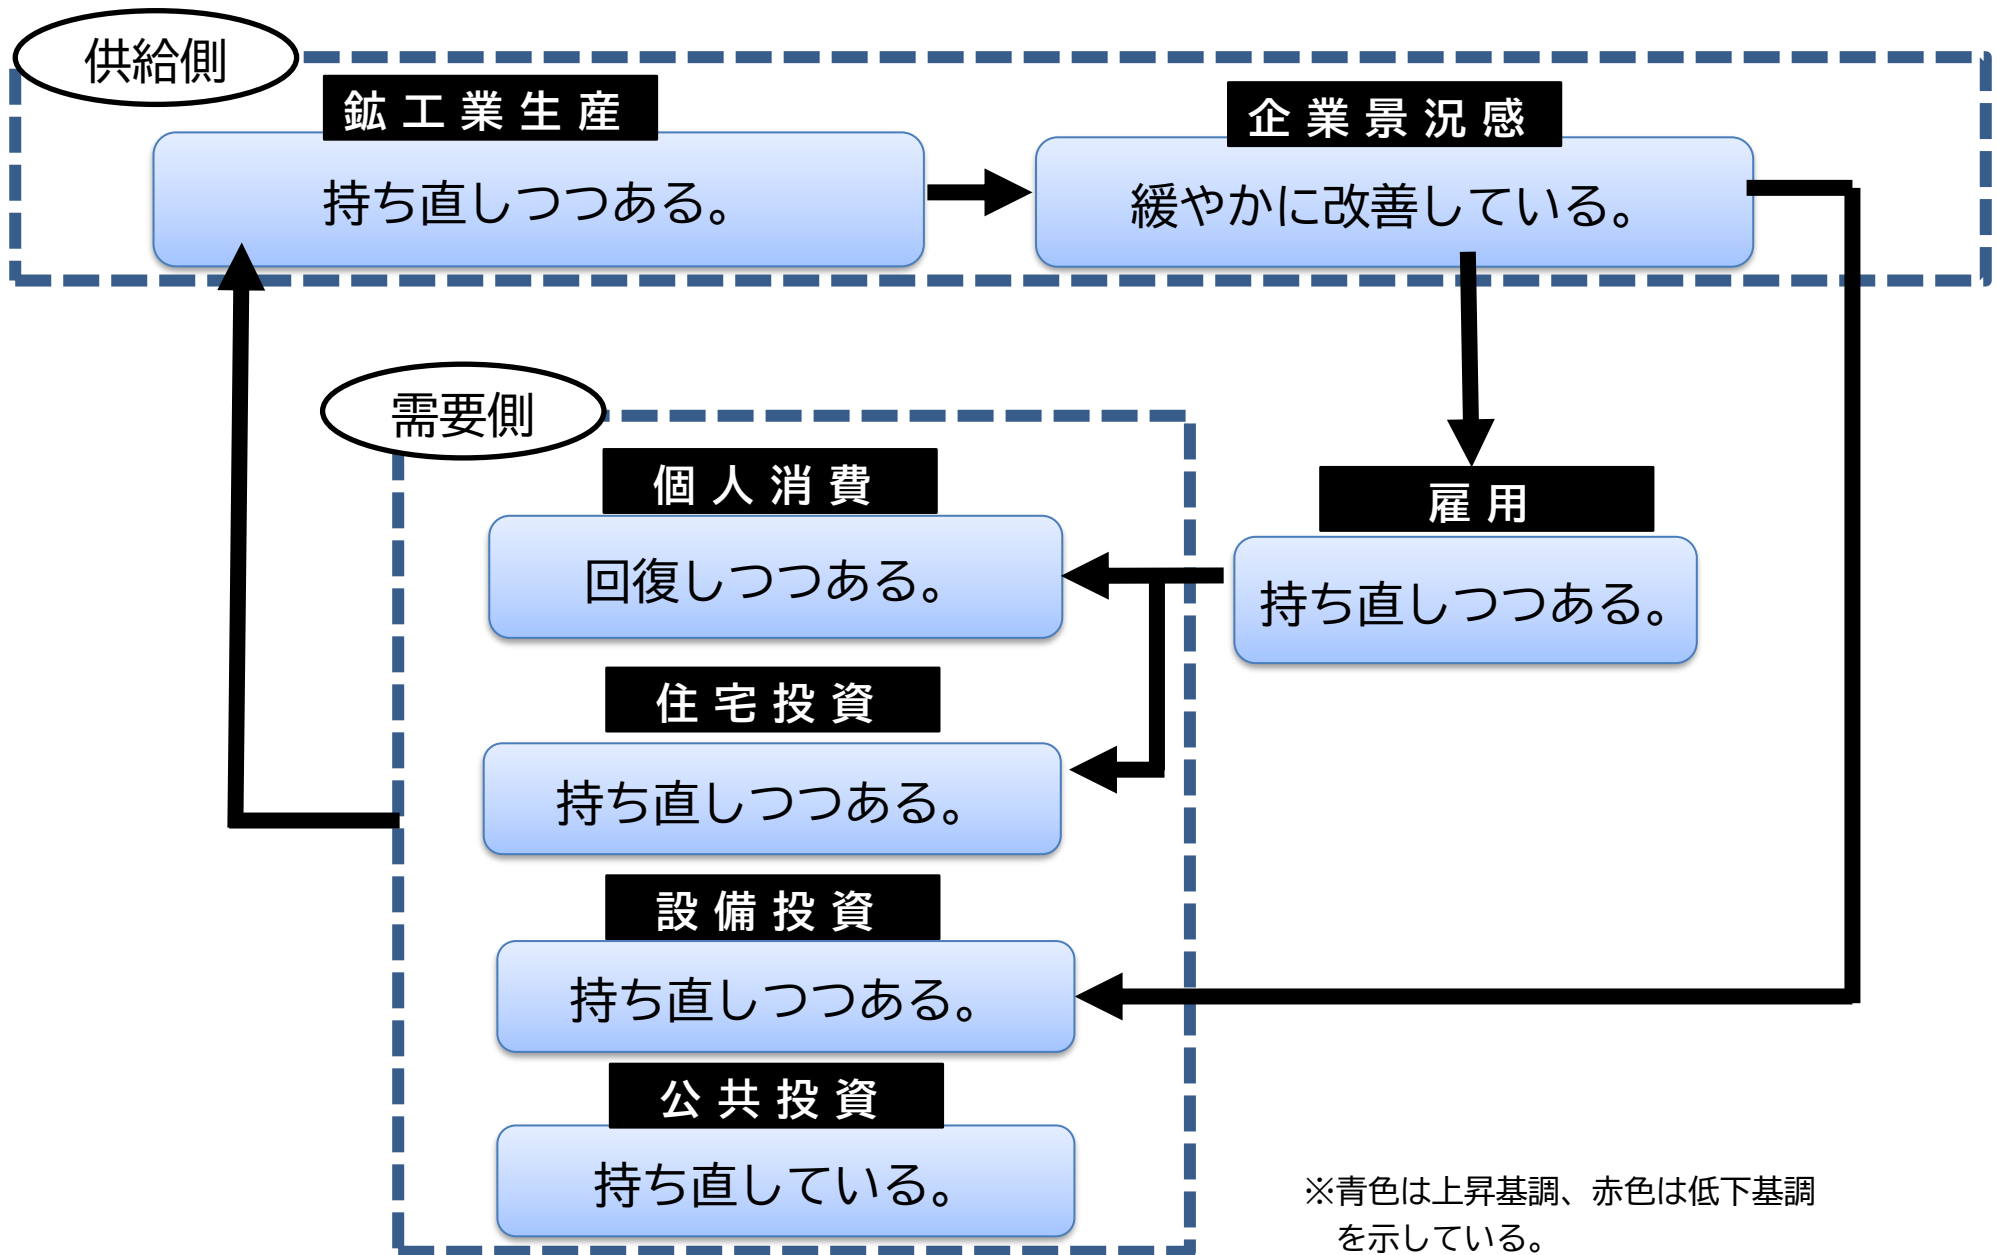 供給側
鉱工業生産
持ち直しつつある。
企業景況感
緩やかに改善している。
需要側
個人消費
回復しつつある。
雇用
持ち直しつつある。
住宅投資
持ち直しつつある。
設備投資
持ち直しつつある。
公共投資
持ち直している。
※青色は上昇基調、赤色は低下基調
を示している。